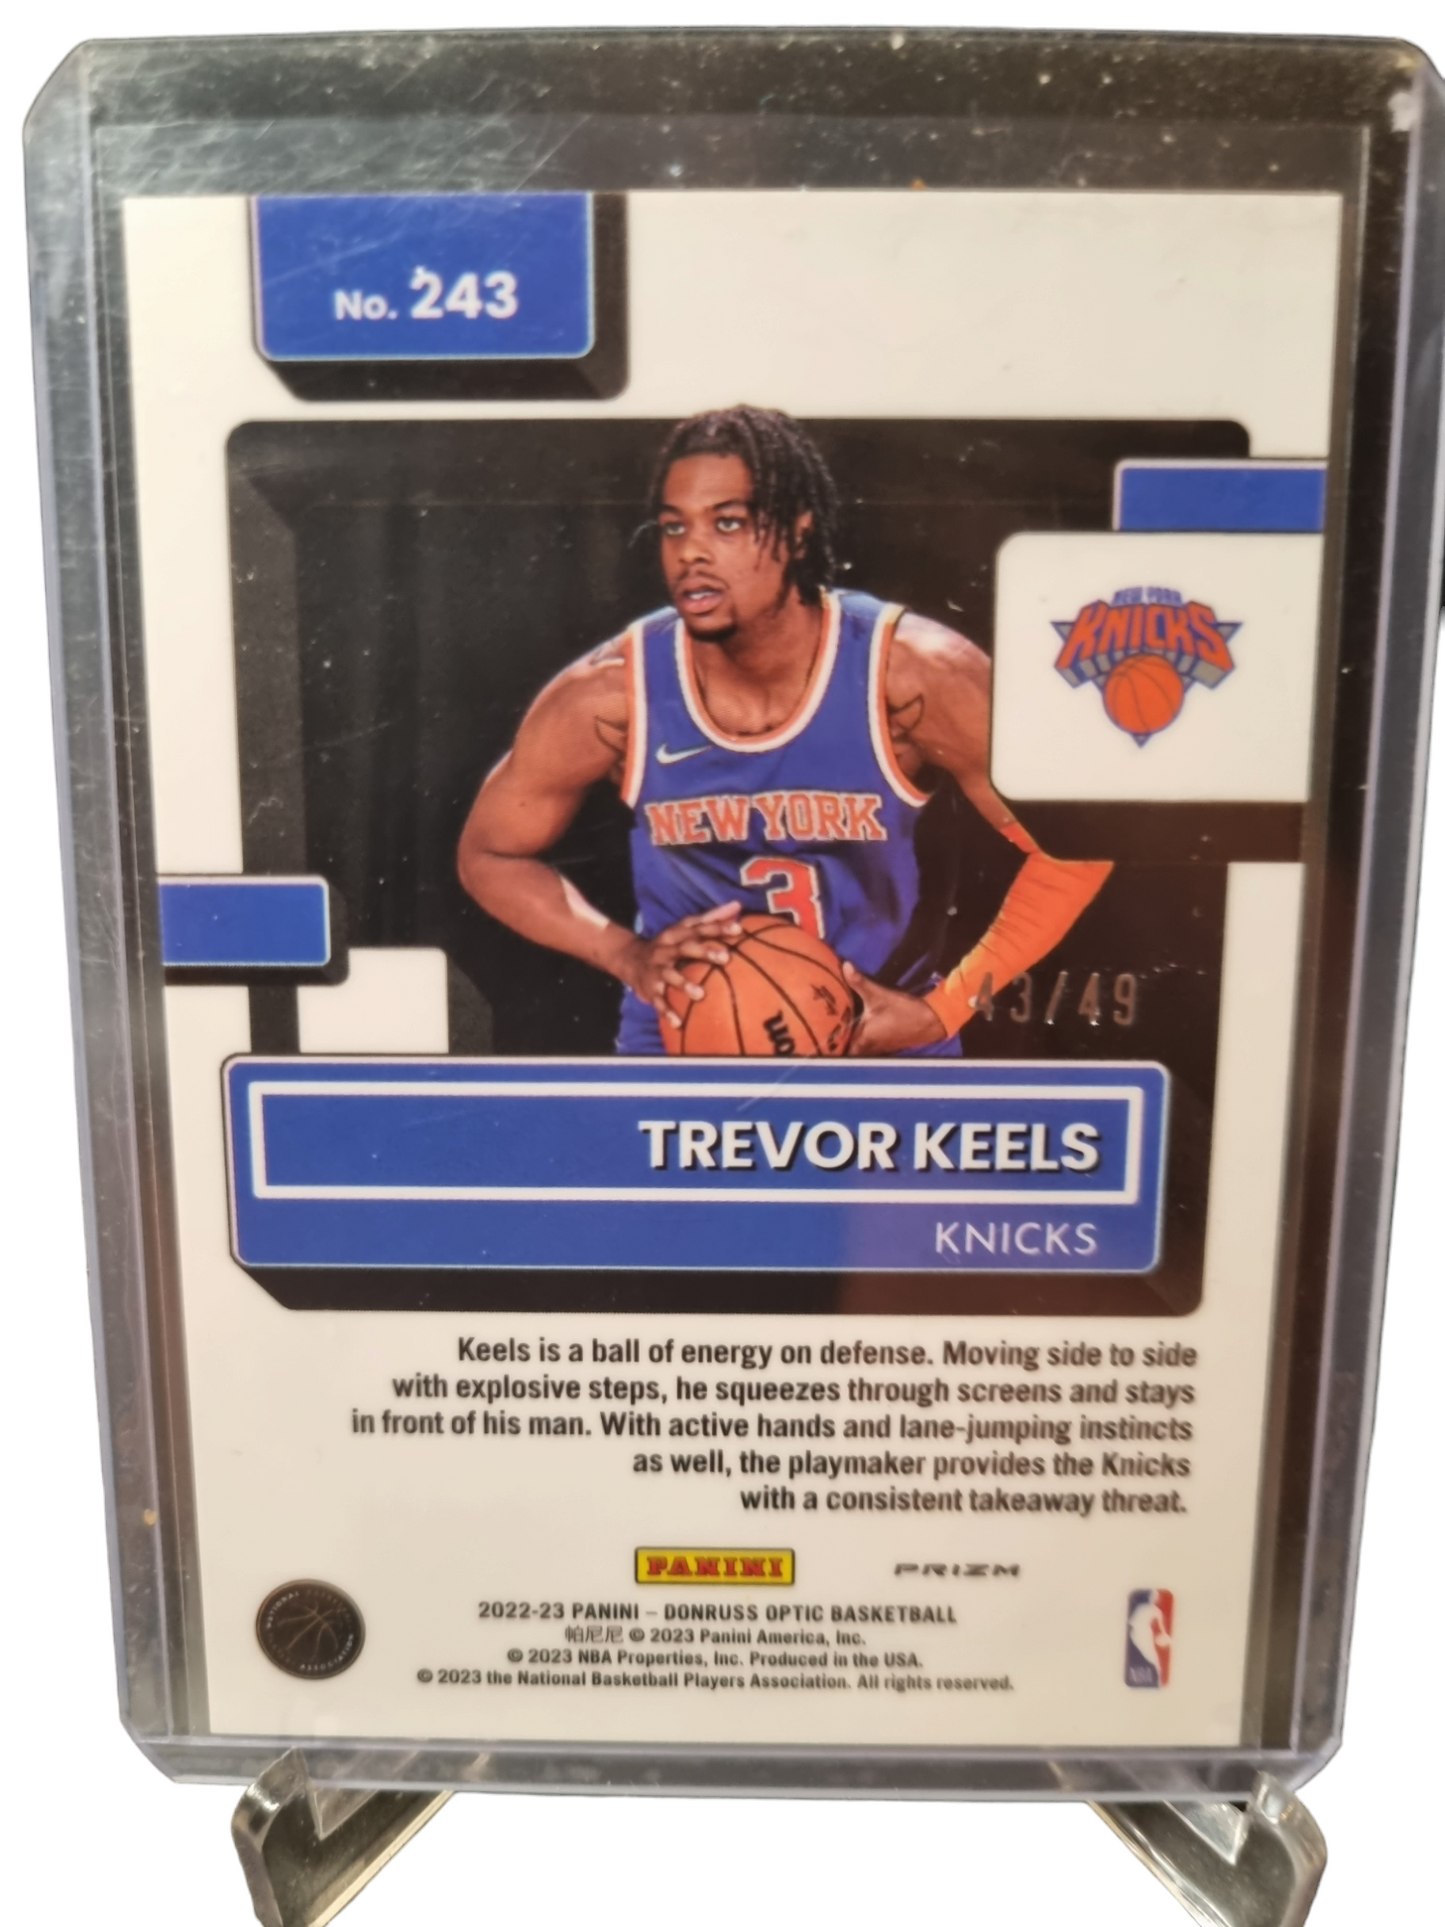 No. 243
NEW YORK
KNICKS
NEW YORK
3
43/49
TREVOR KEELS
KNICKS
Keels is a ball of energy on defense. Moving side to side
with explosive steps, he squeezes through screens and stays
in front of his man. With active hands and lane-jumping instincts
as well, the playmaker provides the Knicks
with a consistent takeaway threat.
PANINI
PRIZM
2022-23 PANINI – DONRUSS OPTIC BASKETBALL
帕尼尼 © 2023 Panini America, Inc.
© 2023 NBA Properties, Inc. Produced in the USA.
© 2023 the National Basketball Players Association. All rights reserved.
NBA